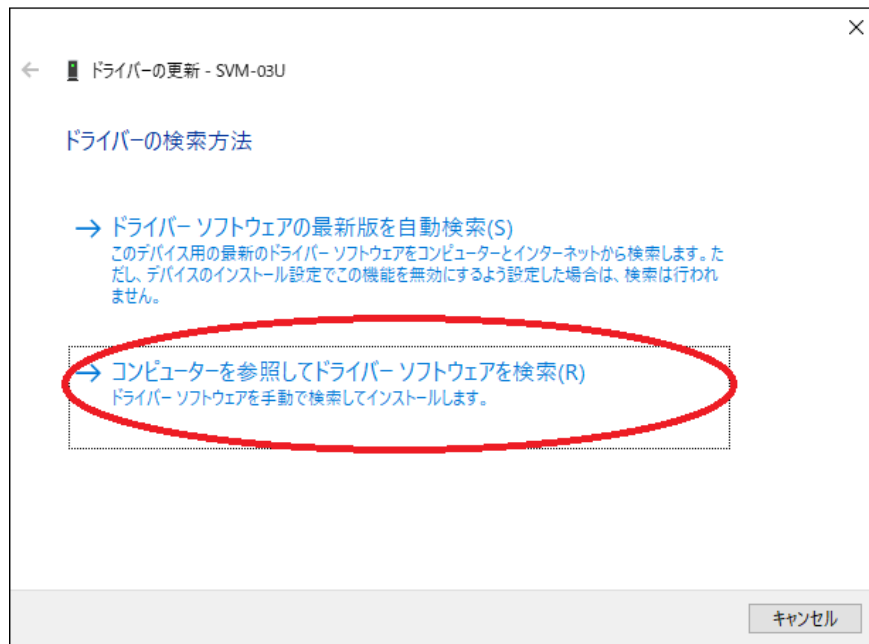 ドライバーの更新 - SVM-03U
ドライバーの検索方法
ドライバー ソフトウェアの最新版を自動検索(S)
このデバイス用の最新のドライバー ソフトウェアをコンピューターとインターネットから検索します。た
だし、デバイスのインストール設定でこの機能を無効にするよう設定した場合は、検索は行われ
ません。
コンピューターを参照してドライバー ソフトウェアを検索(R)
ドライバー ソフトウェアを手動で検索してインストールします。
キャンセル